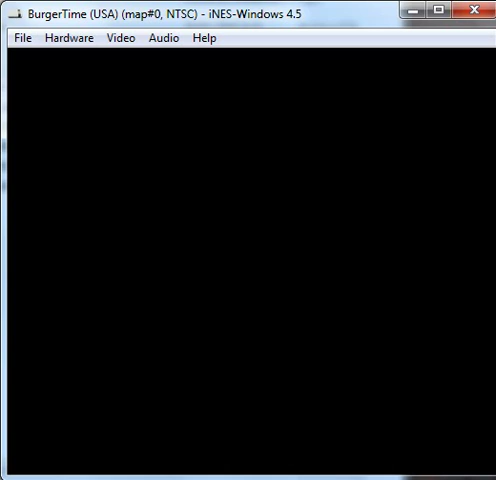 BurgerTime (USA) (map#0, NTSC) - iNES-Windows 4.5
File Hardware Video Audio Help